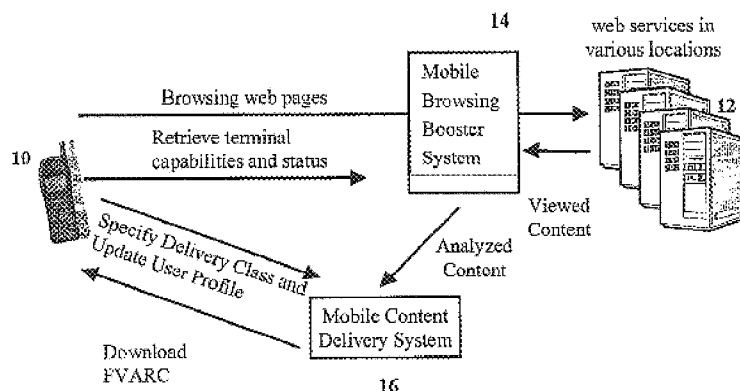 14
web services in
various locations
Mobile
Browsing
Booster
System
12
Browsing web pages
Retrieve terminal
capabilities and status
10
Viewed
Content
Specify Delivery Class and
Update User Profile
Analyzed
Content
Mobile Content
Delivery System
Download
FVARC
16